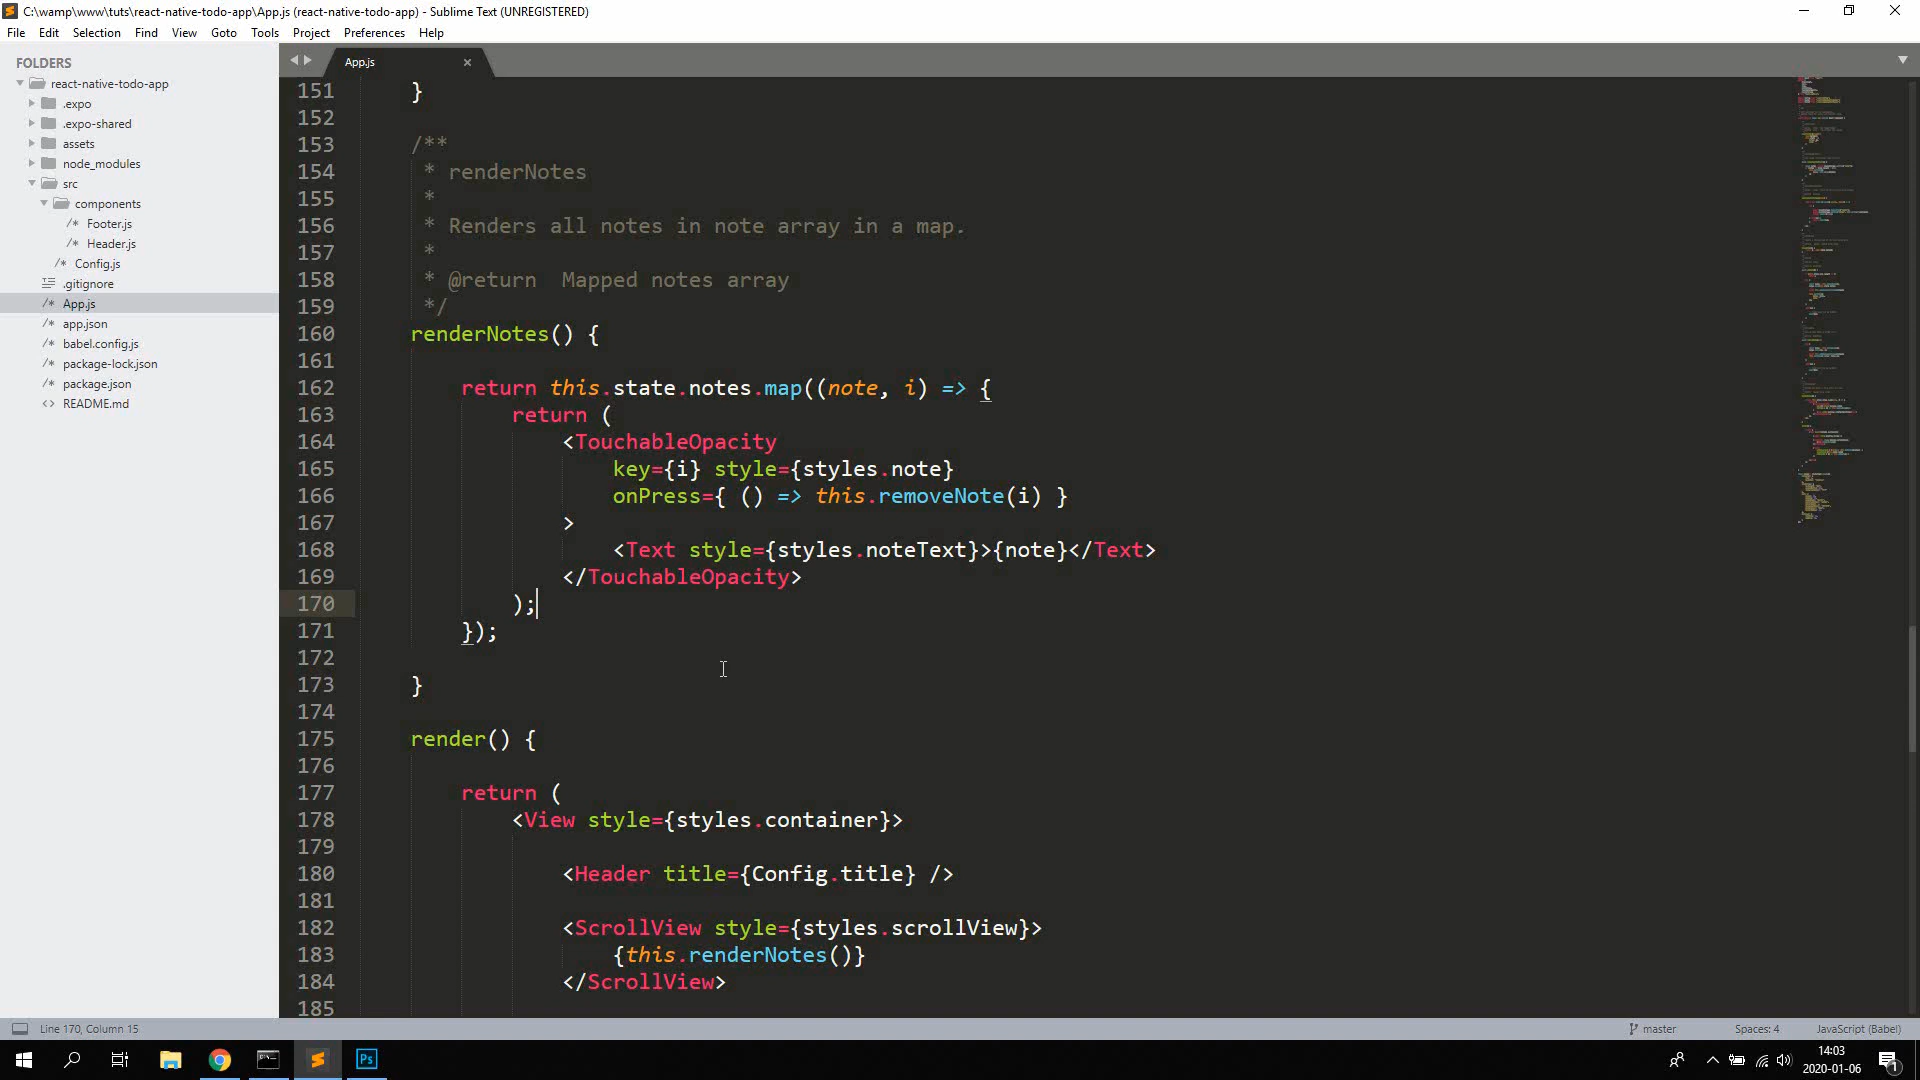 C:\wamp\www\tuts\react-native-todo-app\App.js (react-native-todo-app) - Sublime Text (UNREGISTERED)
File Edit Selection Find View Goto Tools Project Preferences Help
FOLDERS
react-native-todo-app
.expo
.expo-shared
assets
node_modules
src
components
/* Footer.js
/* Header.js
/* Config.js
.gitignore
/* App.js
/* app.json
/* babel.config.js
/* package-lock.json
/* package.json
<> README.md
App.js
151 }
152
153 /**
154 * renderNotes
155 *
156 * Renders all notes in note array in a map.
157 *
158 * @return  Mapped notes array
159 */
160 renderNotes() {
161
162 return this.state.notes.map((note, i) => {
163 return (
164 <TouchableOpacity
165 key={i} style={styles.note}
166 onPress={ () => this.removeNote(i) }
167 >
168 <Text style={styles.noteText}>{note}</Text>
169 </TouchableOpacity>
170 );
171 });
172
173 }
174
175 render() {
176
177 return (
178 <View style={styles.container}>
179
180 <Header title={Config.title} />
181
182 <ScrollView style={styles.scrollView}>
183 {this.renderNotes()}
184 </ScrollView>
185
Line 170, Column 15
master
Spaces: 4
JavaScript (Babel)
Ps
14:03
2020-01-06
1